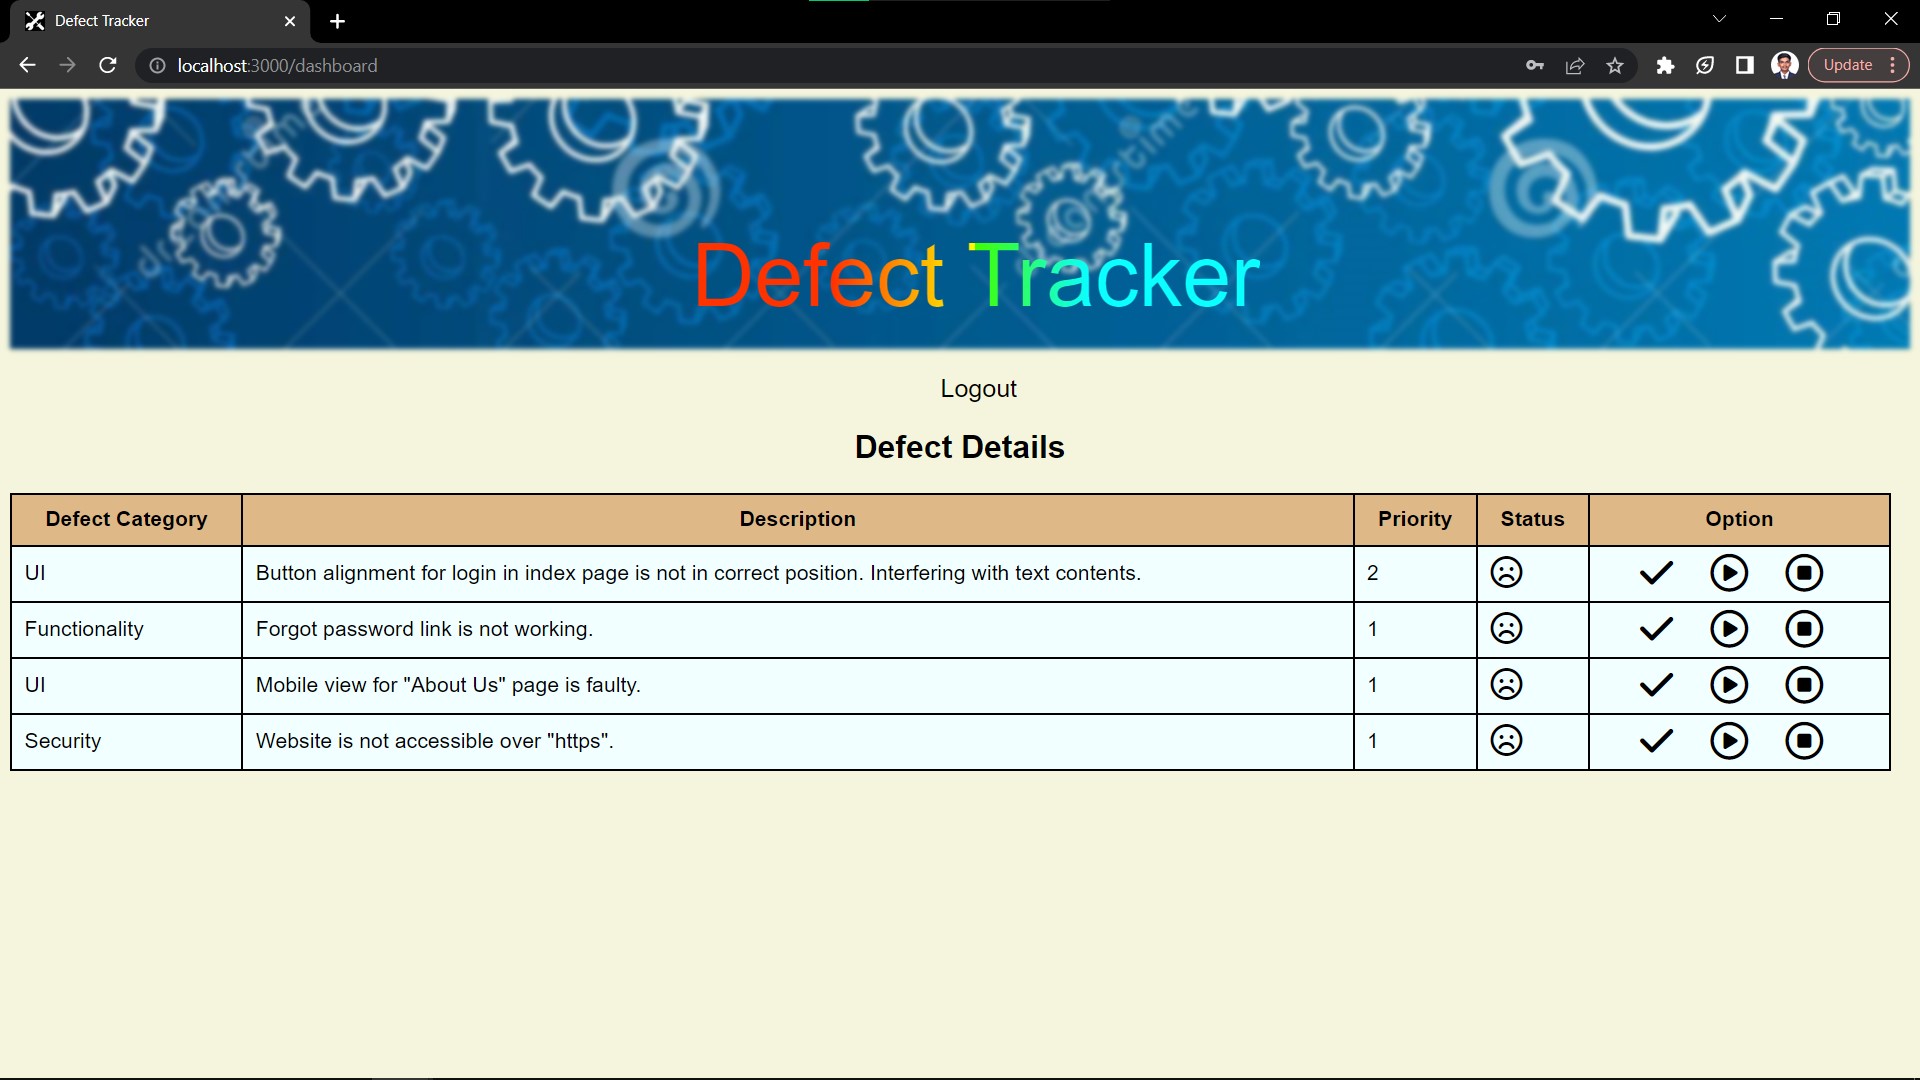 Defect Tracker
localhost:3000/dashboard
Update
Defect Tracker
Logout
Defect Details
Defect Category Description Priority Status Option
UI Button alignment for login in index page is not in correct position. Interfering with text contents. 2
Functionality Forgot password link is not working. 1
UI Mobile view for "About Us" page is faulty. 1
Security Website is not accessible over "https". 1